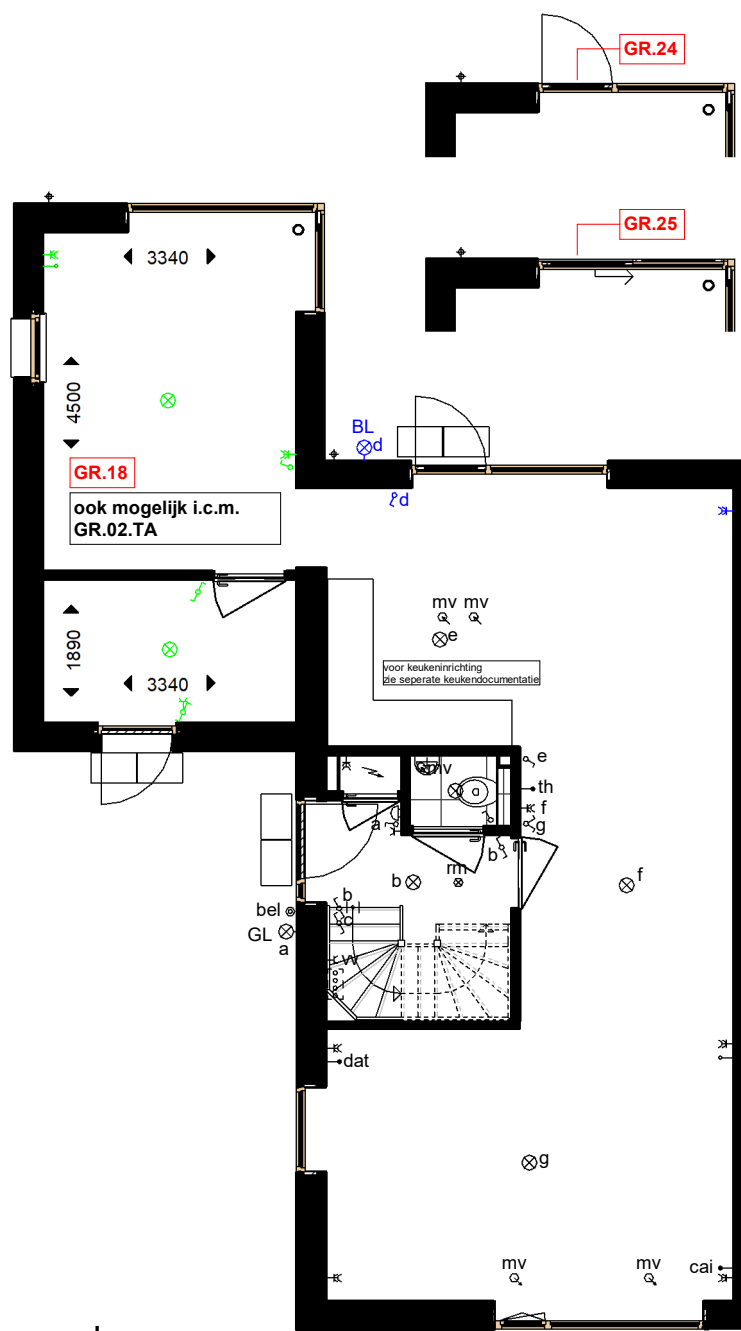 GR.24
GR.25
3340
4500
BL
d
GR.18
d
ook mogelijk i.c.m.
GR.02.TA
mv mv
e
1890
voor keukeninrichting
zie seperate keukendocumentatie
3340
e
mv
th
f
a
g
b
b
rm
f
b
bel
c
GL
a
w
dat
g
mv
mv
cai